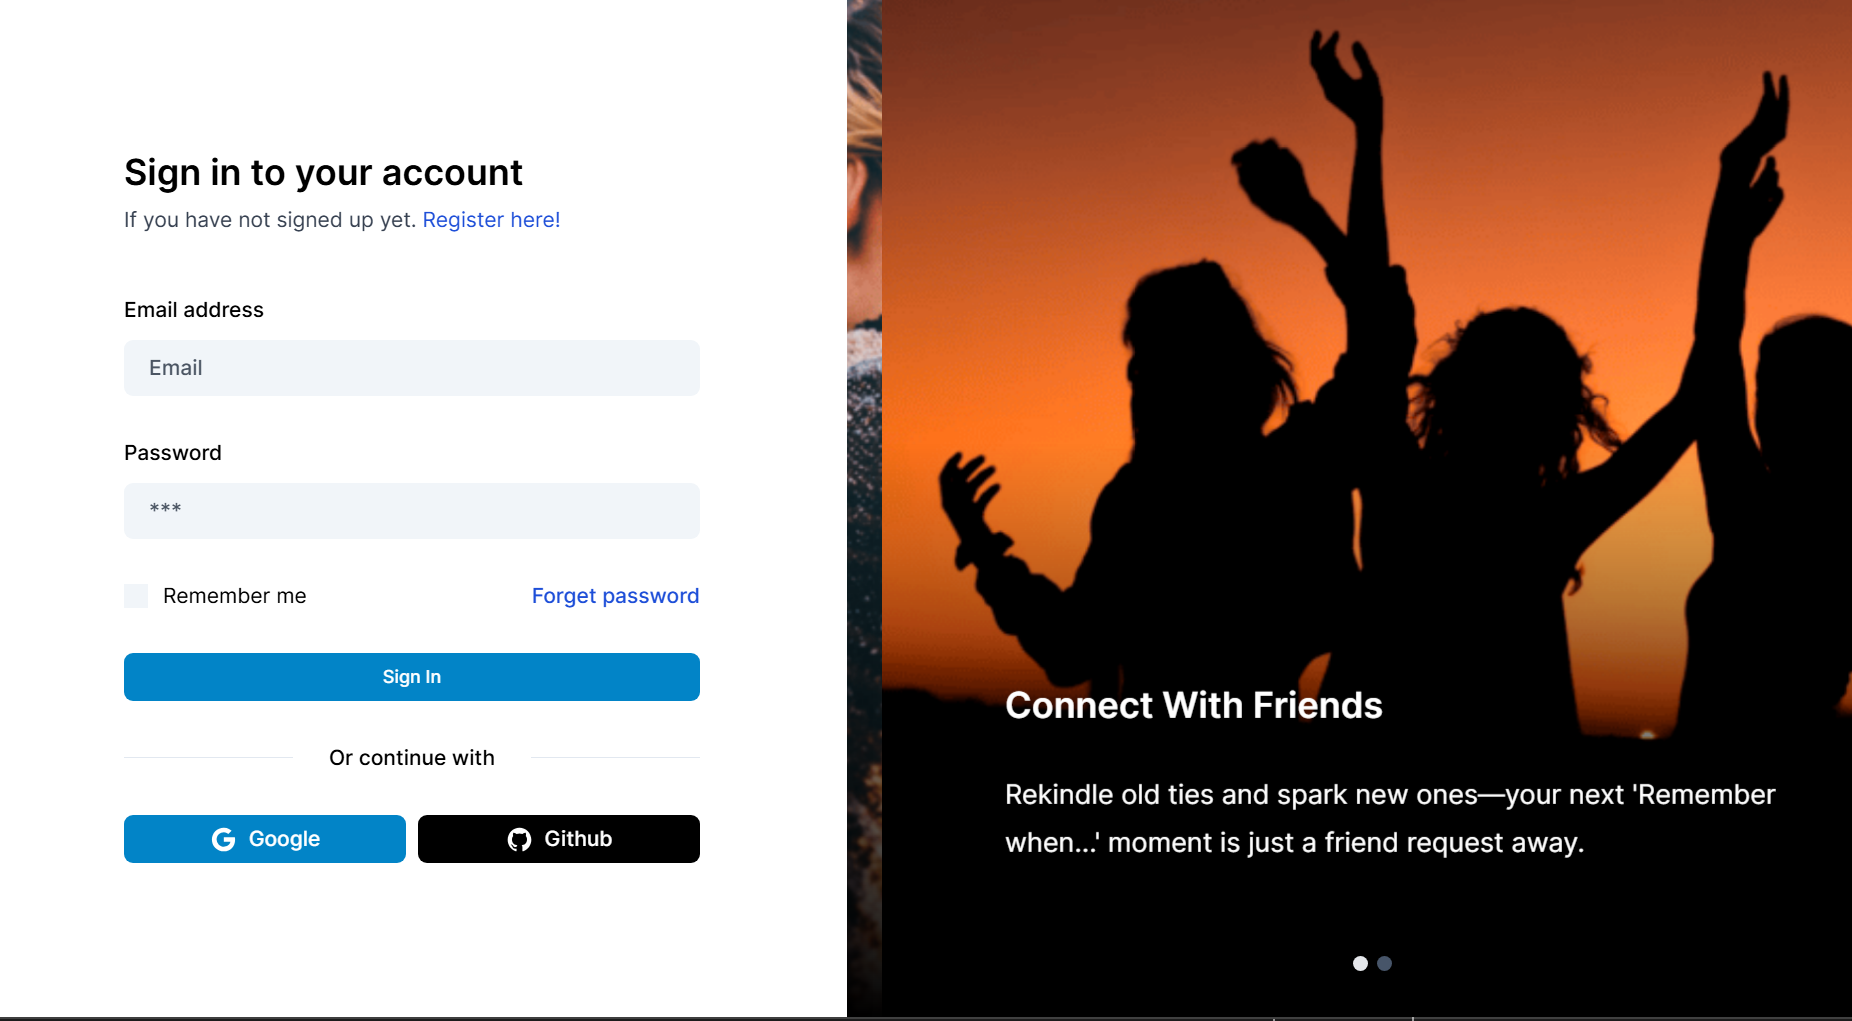 Sign in to your account
If you have not signed up yet. Register here!
Email address
Email
Password
***
Remember me
Forget password
Sign In
Or continue with
Google
Github
Connect With Friends
Rekindle old ties and spark new ones—your next 'Remember
when...' moment is just a friend request away.